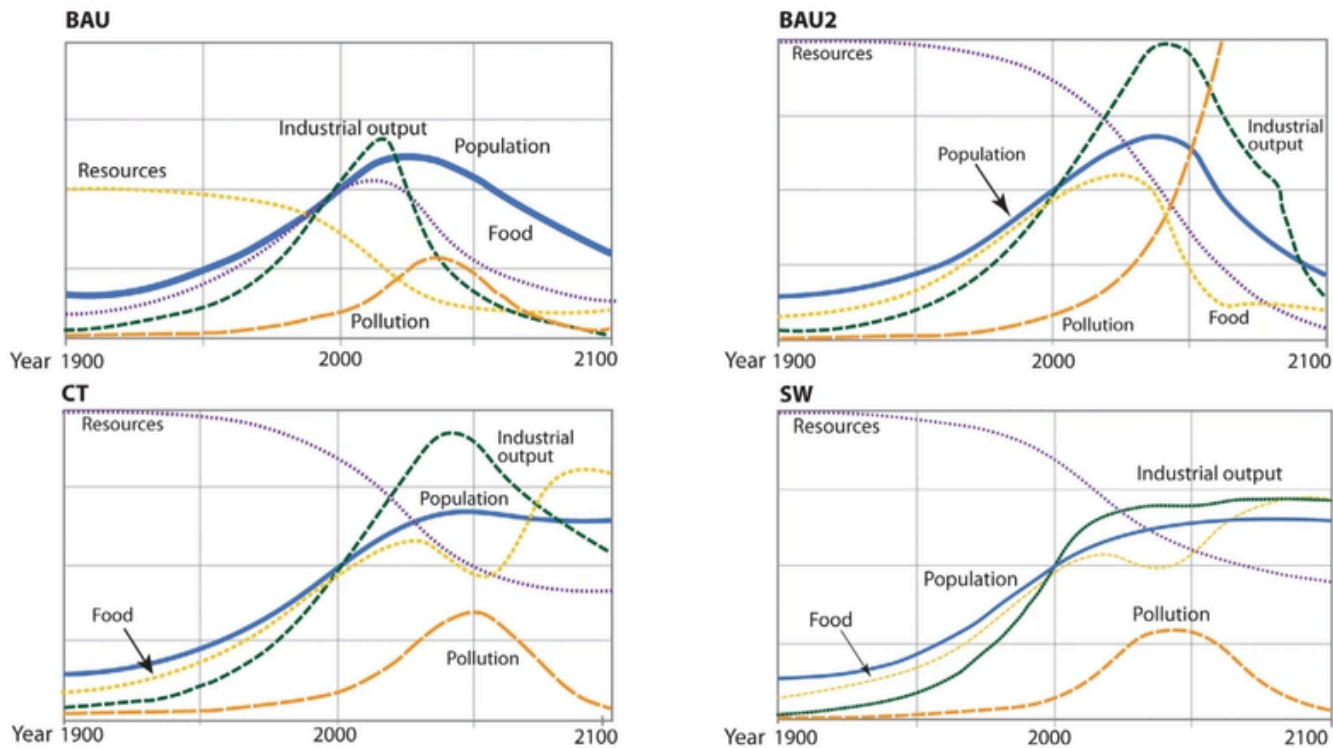 BAU
Industrial output
Population
Resources
Food
Pollution
Year 1900 2000 2100
BAU2
Resources
Industrial
output
Population
Pollution
Food
Year 1900 2000 2100
CT
Resources
Industrial
output
Population
Food
Pollution
Year 1900 2000 2100
SW
Resources
Industrial output
Population
Food
Pollution
Year 1900 2000 2100